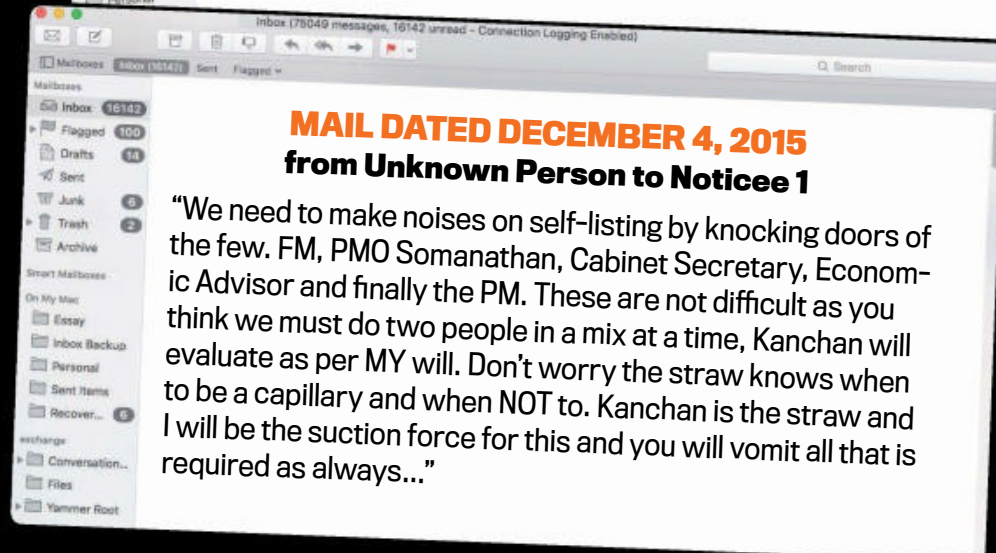 Inbox (75049 messages, 16142 unread - Connection Logging Enabled)
Mailboxes Inbox (16142) Sent Flagged
Search
Mailboxes
Inbox 16142
Flagged 100
Drafts
Sent
Junk 6
Trash 2
Archive
Smart Mailboxes
On My Mac
Essay
Inbox Backup
Personal
Sent Items
Recover... 6
exchange
Conversation...
Files
Yammer Root
MAIL DATED DECEMBER 4, 2015
from Unknown Person to Noticee 1
“We need to make noises on self-listing by knocking doors of
the few. FM, PMO Somanathan, Cabinet Secretary, Econom-
ic Advisor and finally the PM. These are not difficult as you
think we must do two people in a mix at a time, Kanchan will
evaluate as per MY will. Don’t worry the straw knows when
to be a capillary and when NOT to. Kanchan is the straw and
I will be the suction force for this and you will vomit all that is
required as always...”